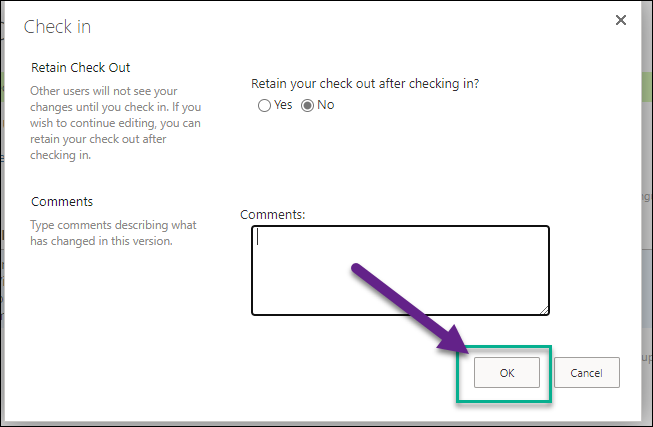 Check in
Retain Check Out
Other users will not see your
changes until you check in. If you
wish to continue editing, you can
retain your check out after
checking in.
Retain your check out after checking in?
Yes No
Comments
Type comments describing what
has changed in this version.
Comments:
OK Cancel